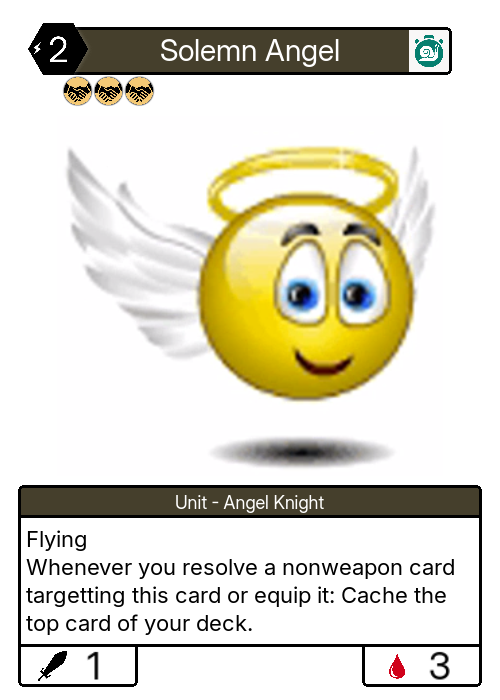 2
Solemn Angel
Unit - Angel Knight
Flying
Whenever you resolve a nonweapon card
targetting this card or equip it: Cache the
top card of your deck.
1
3